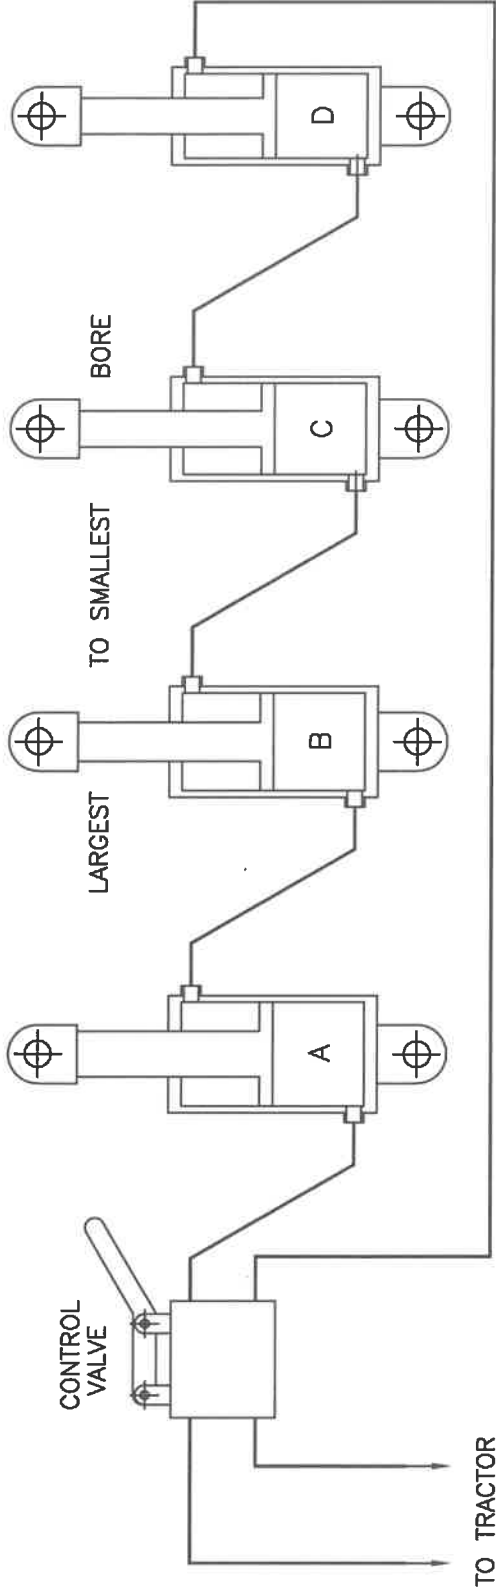 CONTROL
VALVE
LARGEST TO SMALLEST BORE
A
B
C
D
TO TRACTOR